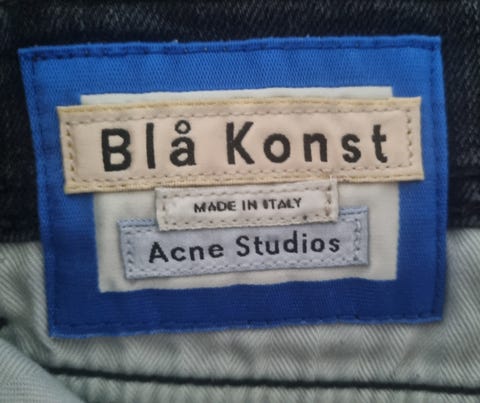 Blå Konst
MADE IN ITALY
Acne Studios